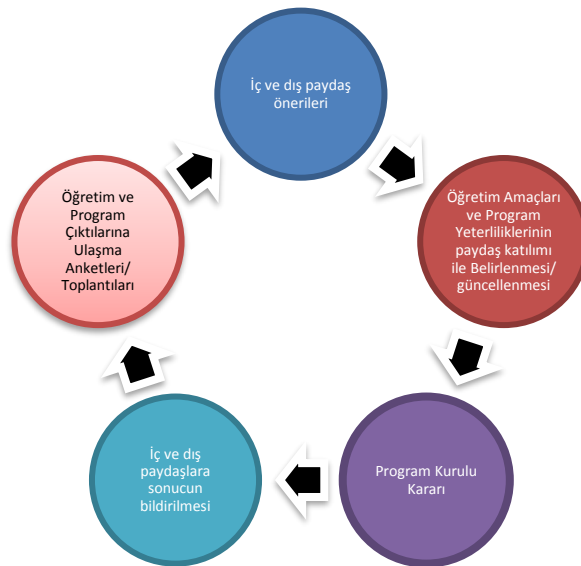 İç ve dış paydaş
önerileri
Öğretim Amaçları
ve Program
Yeterliliklerinin
paydaş katılımı
ile Belirlenmesi/
güncellenmesi
Program Kurulu
Kararı
İç ve dış
paydaşlara
sonucun
bildirilmesi
Öğretim ve
Program
Çıktılarına
Ulaşma
Anketleri/
Toplantıları